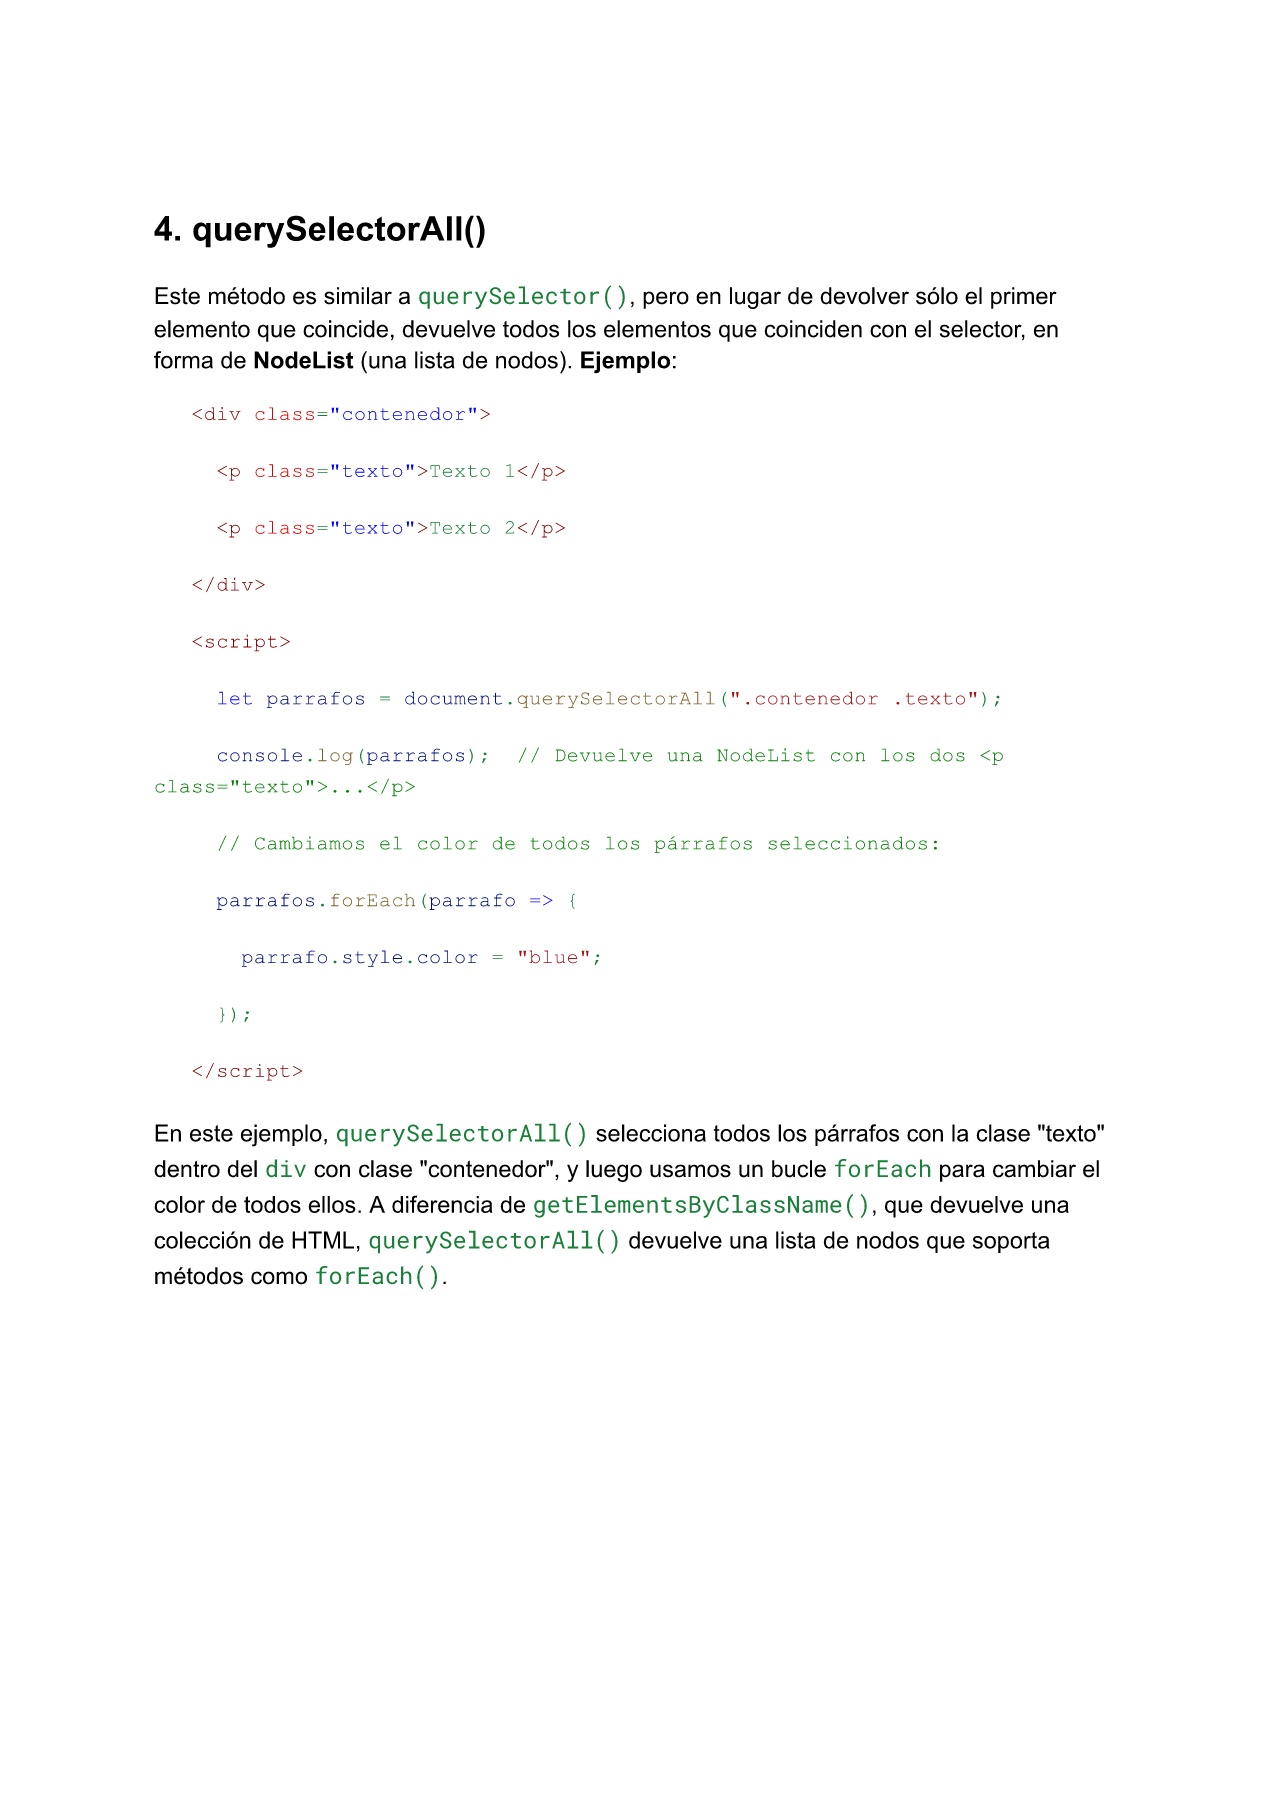 4. querySelectorAll()
Este método es similar a querySelector(), pero en lugar de devolver sólo el primer
elemento que coincide, devuelve todos los elementos que coinciden con el selector, en
forma de NodeList (una lista de nodos). Ejemplo:
<div class="contenedor">
<p class="texto">Texto 1</p>
<p class="texto">Texto 2</p>
</div>
<script>
let parrafos = document.querySelectorAll(".contenedor .texto");
console.log(parrafos);  // Devuelve una NodeList con los dos <p
class="texto">...</p>
// Cambiamos el color de todos los párrafos seleccionados:
parrafos.forEach(parrafo => {
parrafo.style.color = "blue";
});
</script>
En este ejemplo, querySelectorAll() selecciona todos los párrafos con la clase "texto"
dentro del div con clase "contenedor", y luego usamos un bucle forEach para cambiar el
color de todos ellos. A diferencia de getElementsByClassName(), que devuelve una
colección de HTML, querySelectorAll() devuelve una lista de nodos que soporta
métodos como forEach().